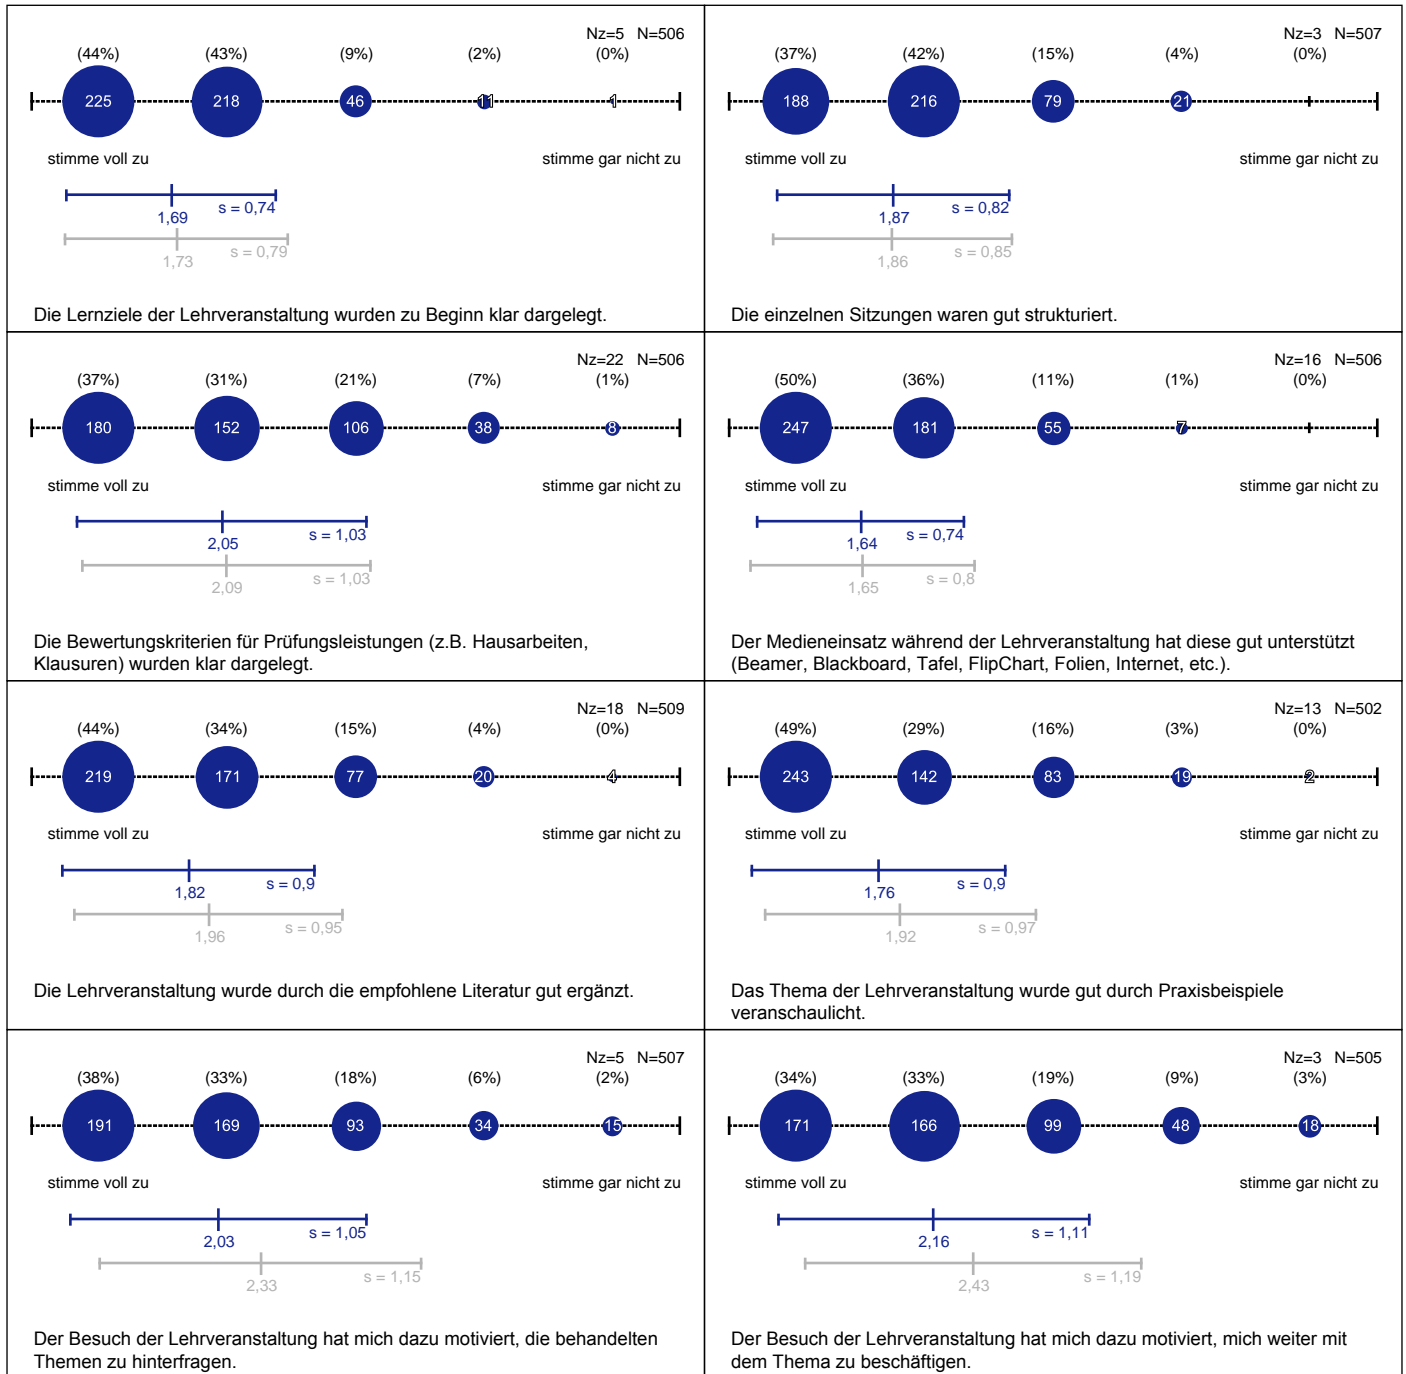 Nz=5 N=506
(44%) (43%) (9%) (2%) (0%)
225 218 46 11 1
stimme voll zu stimme gar nicht zu
s = 0,74
1,69
s = 0,79
1,73
Die Lernziele der Lehrveranstaltung wurden zu Beginn klar dargelegt.
Nz=3 N=507
(37%) (42%) (15%) (4%) (0%)
188 216 79 21
stimme voll zu stimme gar nicht zu
s = 0,82
1,87
s = 0,85
1,86
Die einzelnen Sitzungen waren gut strukturiert.
Nz=22 N=506
(37%) (31%) (21%) (7%) (1%)
180 152 106 38 8
stimme voll zu stimme gar nicht zu
s = 1,03
2,05
s = 1,03
2,09
Die Bewertungskriterien für Prüfungsleistungen (z.B. Hausarbeiten,
Klausuren) wurden klar dargelegt.
Nz=16 N=506
(50%) (36%) (11%) (1%) (0%)
247 181 55 7
stimme voll zu stimme gar nicht zu
s = 0,74
1,64
s = 0,8
1,65
Der Medieneinsatz während der Lehrveranstaltung hat diese gut unterstützt
(Beamer, Blackboard, Tafel, FlipChart, Folien, Internet, etc.).
Nz=18 N=509
(44%) (34%) (15%) (4%) (0%)
219 171 77 20 4
stimme voll zu stimme gar nicht zu
s = 0,9
1,82
s = 0,95
1,96
Die Lehrveranstaltung wurde durch die empfohlene Literatur gut ergänzt.
Nz=13 N=502
(49%) (29%) (16%) (3%) (0%)
243 142 83 19 2
stimme voll zu stimme gar nicht zu
s = 0,9
1,76
s = 0,97
1,92
Das Thema der Lehrveranstaltung wurde gut durch Praxisbeispiele
veranschaulicht.
Nz=5 N=507
(38%) (33%) (18%) (6%) (2%)
191 169 93 34 15
stimme voll zu stimme gar nicht zu
s = 1,05
2,03
s = 1,15
2,33
Der Besuch der Lehrveranstaltung hat mich dazu motiviert, die behandelten
Themen zu hinterfragen.
Nz=3 N=505
(34%) (33%) (19%) (9%) (3%)
171 166 99 48 18
stimme voll zu stimme gar nicht zu
s = 1,11
2,16
s = 1,19
2,43
Der Besuch der Lehrveranstaltung hat mich dazu motiviert, mich weiter mit
dem Thema zu beschäftigen.